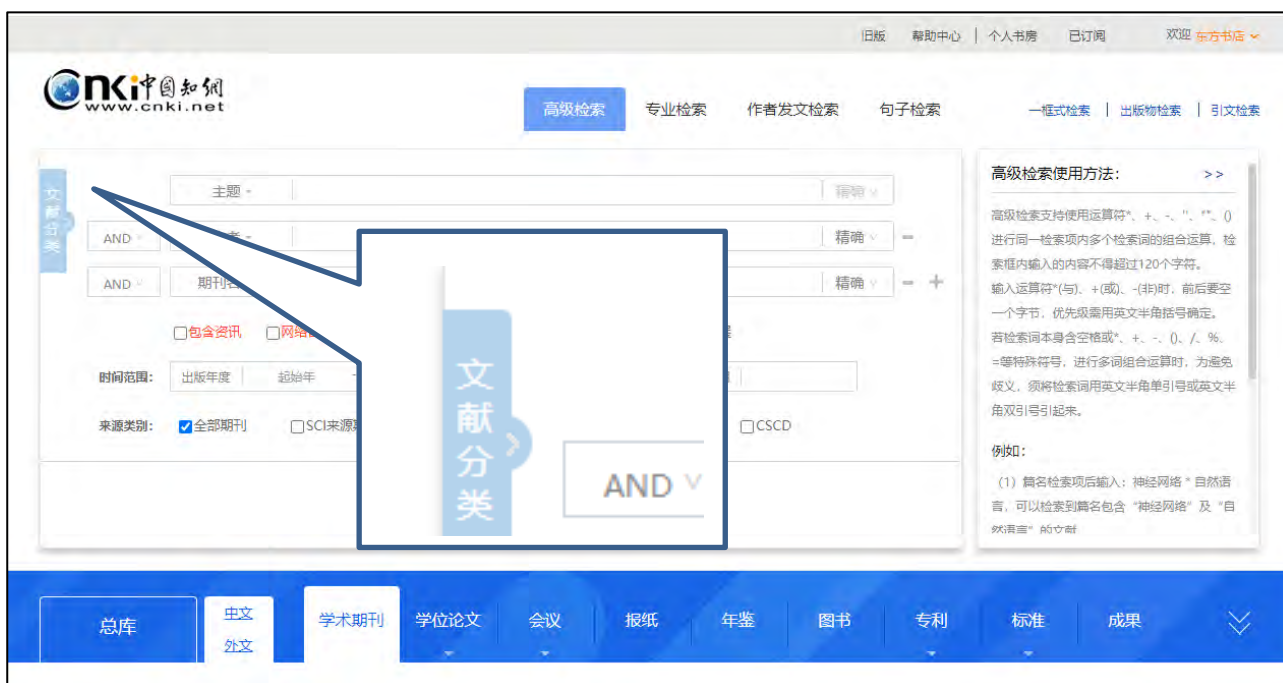 旧版 帮助中心 | 个人书房 已订阅 欢迎 东方书店
cnki中国知网
www.cnki.net
高级检索 专业检索 作者发文检索 句子检索 一框式检索 | 出版物检索 | 引文检索
文献分类
主题 精确
AND 者 精确
AND 期刊名 精确
包含资讯 网络
时间范围: 出版年度 起始年
来源类别: 全部期刊 SCI来源期 CSCD
文献分类
AND
高级检索使用方法: >>
高级检索支持使用运算符*、+、-、''、""、()
进行同一检索项内多个检索词的组合运算，检
索框内输入的内容不得超过120个字符。
输入运算符*(与)、+(或)、-(非)时，前后要空
一个字节，优先级需用英文半角括号确定。
若检索词本身含空格或*、+、-、()、/、%、
=等特殊符号，进行多词组合运算时，为避免
歧义，须将检索词用英文半角单引号或英文半
角双引号引起来。
例如：
（1）篇名检索项后输入：神经网络 * 自然语
言，可以检索到篇名包含“神经网络”及“自
然语言”的文献
总库 中文 学术期刊 学位论文 会议 报纸 年鉴 图书 专利 标准 成果
外文